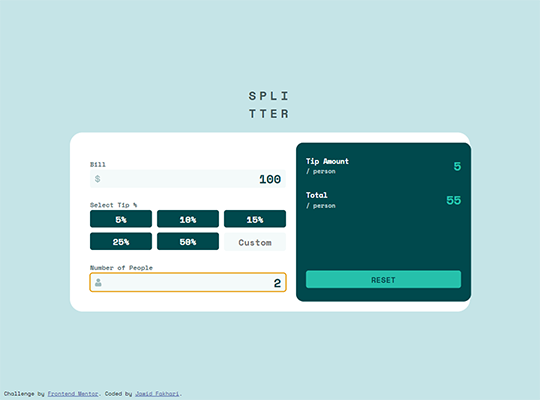 SPLI
TTER
Bill
$ 100
Select Tip %
5% 10% 15%
25% 50% Custom
Number of People
2
Tip Amount
/ person
5
Total
/ person
55
RESET
Challenge by Frontend Mentor. Coded by Jamid Fakhari.